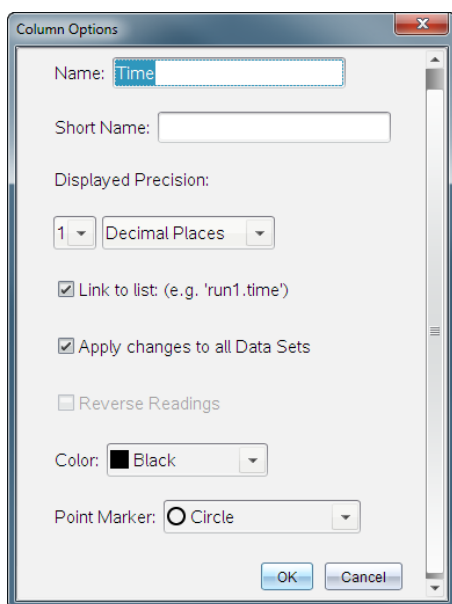 Column Options
Name: Time
Short Name:
Displayed Precision:
1 Decimal Places
Link to list: (e.g. 'run1.time')
Apply changes to all Data Sets
Reverse Readings
Color: Black
Point Marker: Circle
OK Cancel